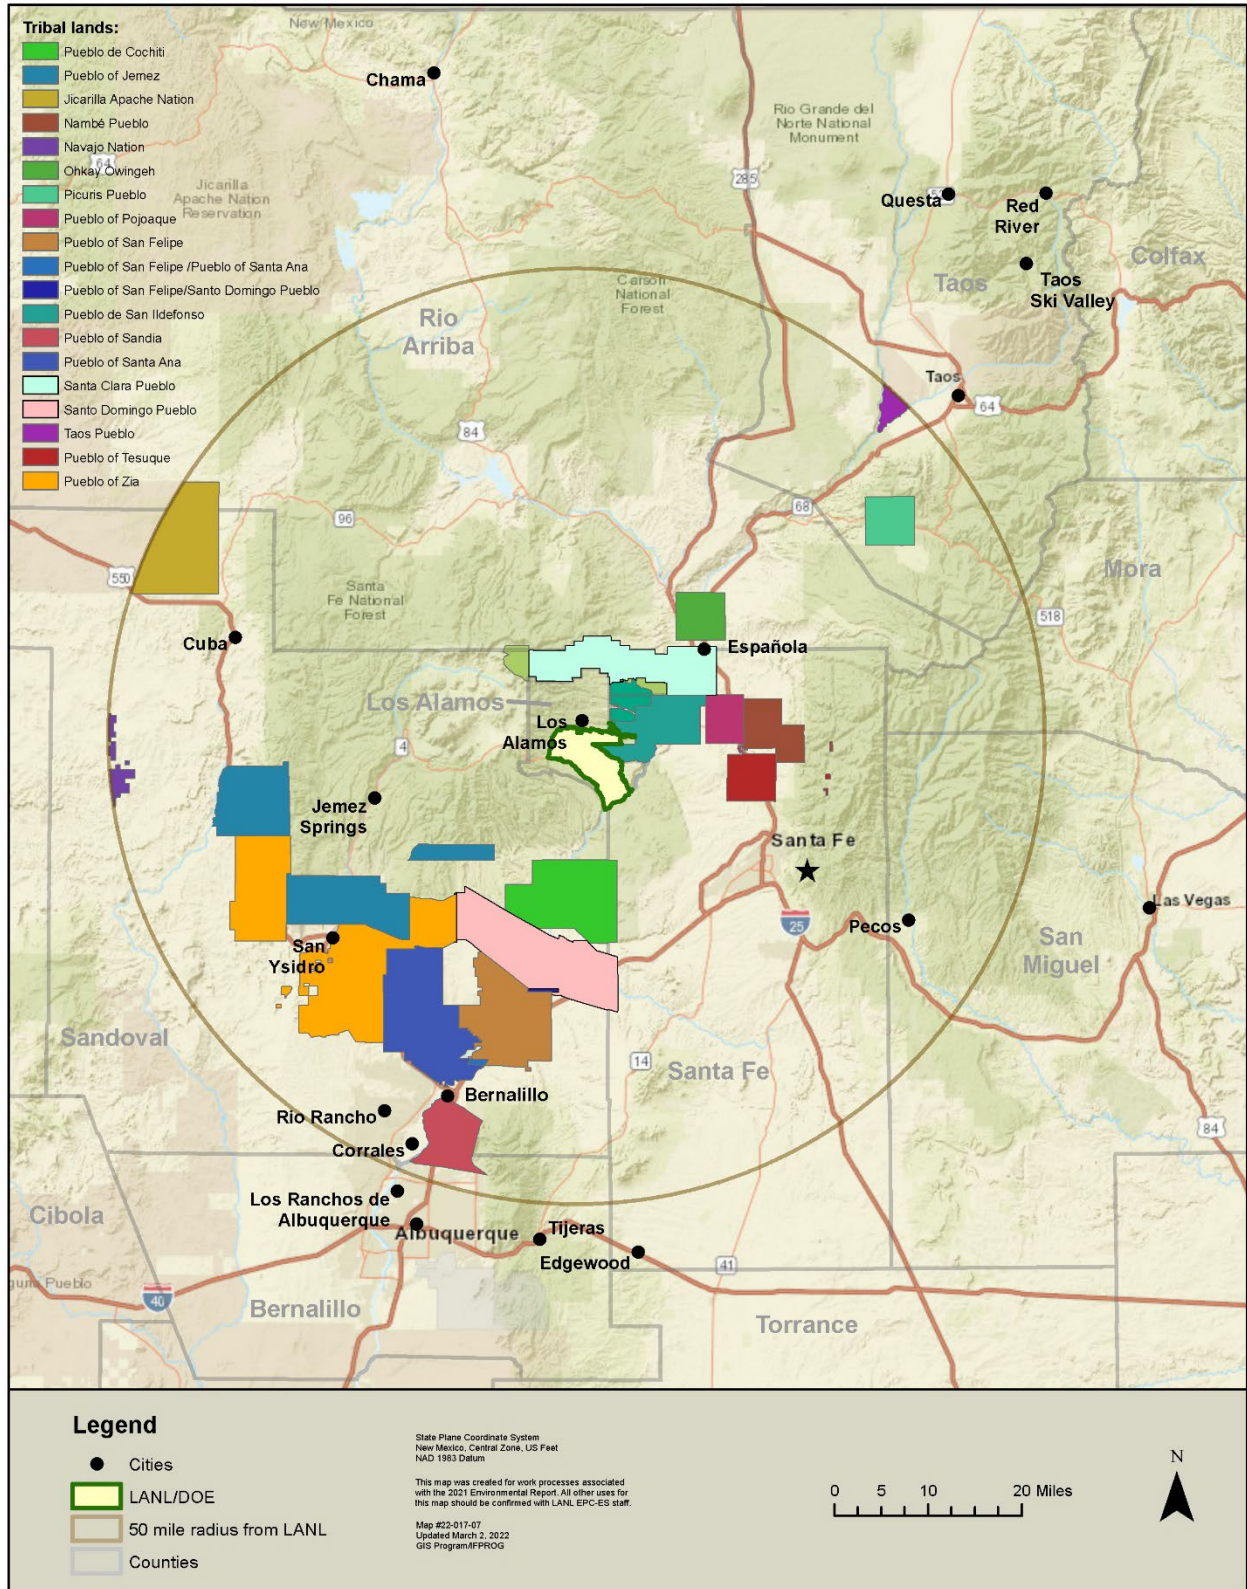 Tribal lands:
Pueblo de Cochiti
Pueblo of Jemez
Jicarilla Apache Nation
Nambé Pueblo
Navajo Nation
Ohkay Owingeh
Picuris Pueblo
Pueblo of Pojoaque
Pueblo of San Felipe
Pueblo of San Felipe /Pueblo of Santa Ana
Pueblo of San Felipe/Santo Domingo Pueblo
Pueblo de San Ildefonso
Pueblo of Sandia
Pueblo of Santa Ana
Santa Clara Pueblo
Santo Domingo Pueblo
Taos Pueblo
Pueblo of Tesuque
Pueblo of Zia
New Mexico
Chama
64
Jicarilla
Apache Nation
Reservation
Rio Grande del
Norte National
Monument
285
Questa
Red
River
Taos
Ski Valley
Colfax
Taos
Carson
National
Forest
Rio
Arriba
Taos
64
84
68
96
550
Santa
Fe National
Forest
Mora
518
Cuba
Española
Los Alamos
Los
Alamos
4
Jemez
Springs
Santa Fe
25
Pecos
Las Vegas
San
Miguel
San
Ysidro
Sandoval
14
Santa Fe
Bernalillo
Rio Rancho
Corrales
84
Los Ranchos de
Albuquerque
Albuquerque
Tijeras
Edgewood
Cibola
41
Pueblo
40
Bernalillo
Torrance
Legend
Cities
LANL/DOE
50 mile radius from LANL
Counties
State Plane Coordinate System
New Mexico, Central Zone, US Feet
NAD 1983 Datum
This map was created for work processes associated
with the 2021 Environmental Report. All other uses for
this map should be confirmed with LANL EPC-ES staff.
Map #22-017-07
Updated March 2, 2022
GIS Program/IFPROG
0 5 10 20 Miles
N